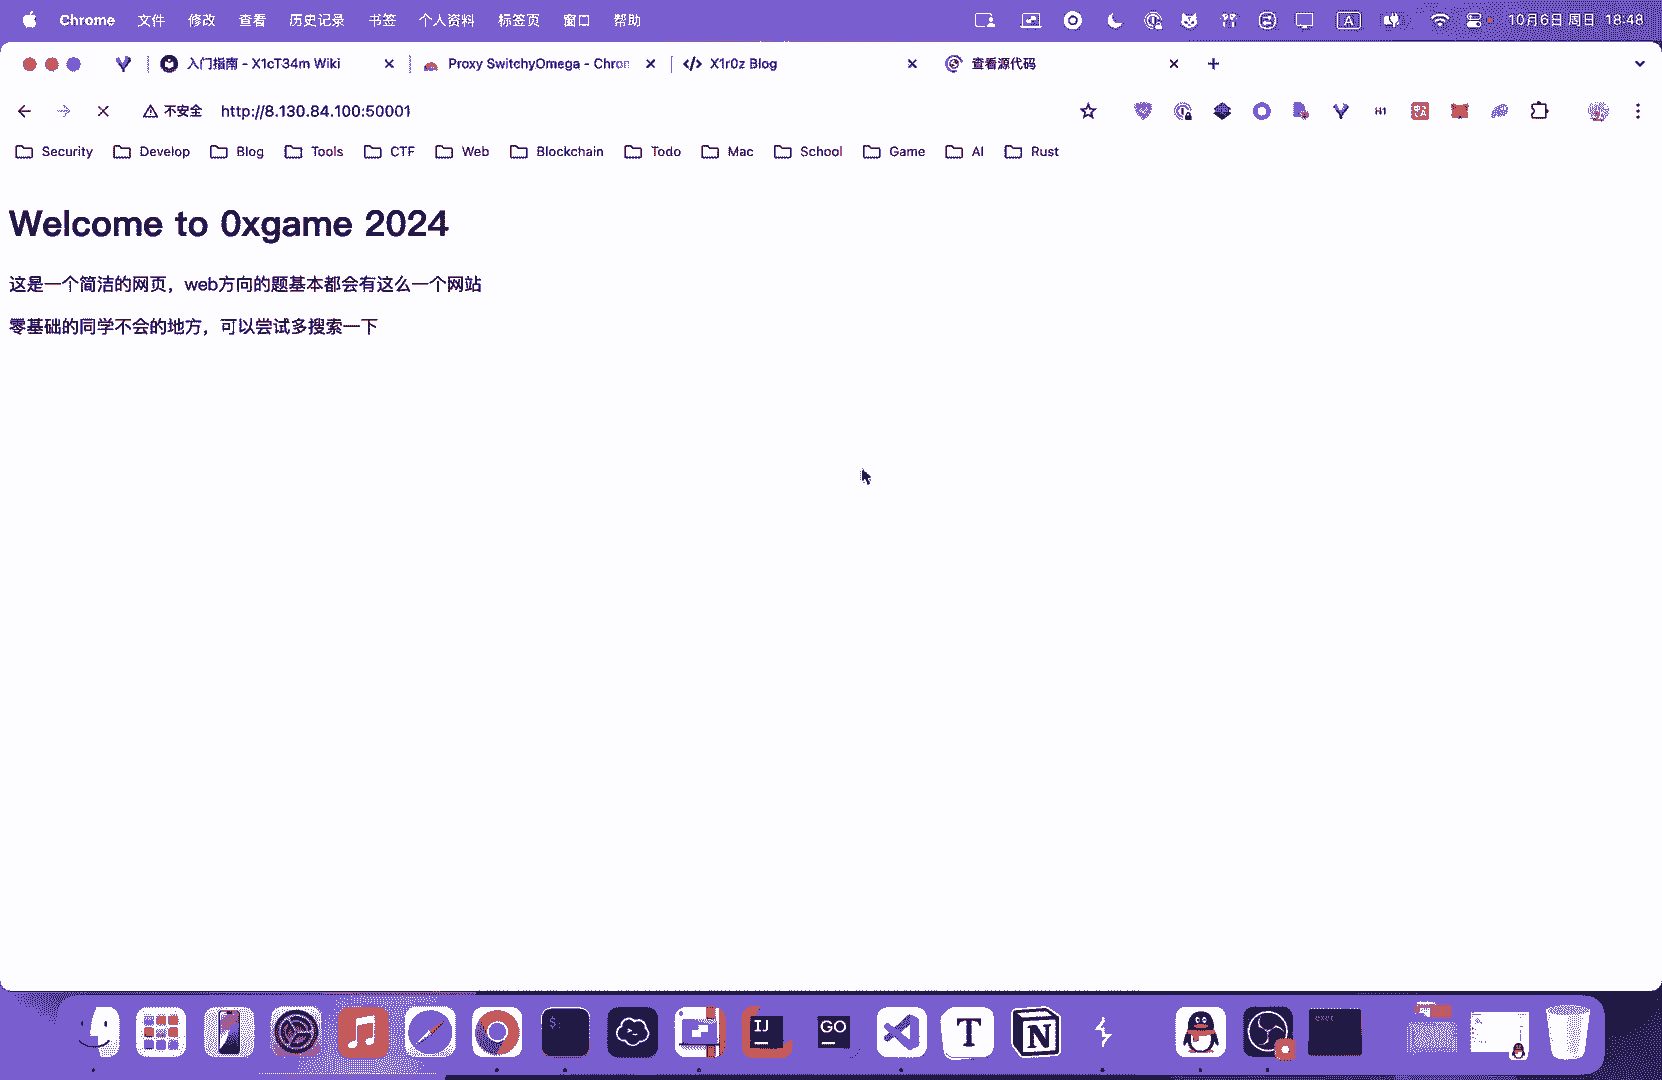 Chrome 文件 修改 查看 历史记录 书签 个人资料 标签页 窗口 帮助 A 10月6日 周日 18:48
入门指南 - X1cT34m Wiki Proxy SwitchyOmega - Chron X1r0z Blog 查看源代码
不安全 http://8.130.84.100:50001
Security Develop Blog Tools CTF Web Blockchain Todo Mac School Game AI Rust
Welcome to 0xgame 2024
这是一个简洁的网页，web方向的题基本都会有这么一个网站
零基础的同学不会的地方，可以尝试多搜索一下
$ IJ GO T N exec